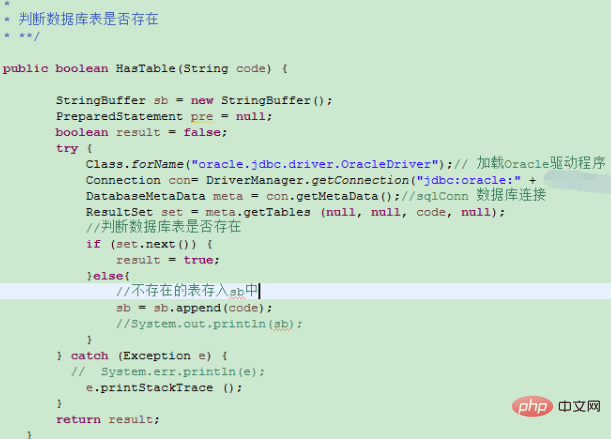 *
* 判断数据库表是否存在
* **/
public boolean HasTable(String code) {
StringBuffer sb = new StringBuffer();
PreparedStatement pre = null;
boolean result = false;
try {
Class.forName("oracle.jdbc.driver.OracleDriver");// 加载Oracle驱动程序
Connection con= DriverManager.getConnection("jdbc:oracle:" +
DatabaseMetaData meta = con.getMetaData();//sqlConn 数据库连接
ResultSet set = meta.getTables (null, null, code, null);
//判断数据库表是否存在
if (set.next()) {
result = true;
}else{
//不存在的表存入sb中
sb = sb.append(code);
//System.out.println(sb);
}
} catch (Exception e) {
// System.err.println(e);
e.printStackTrace ();
}
return result;
}
php 中文网